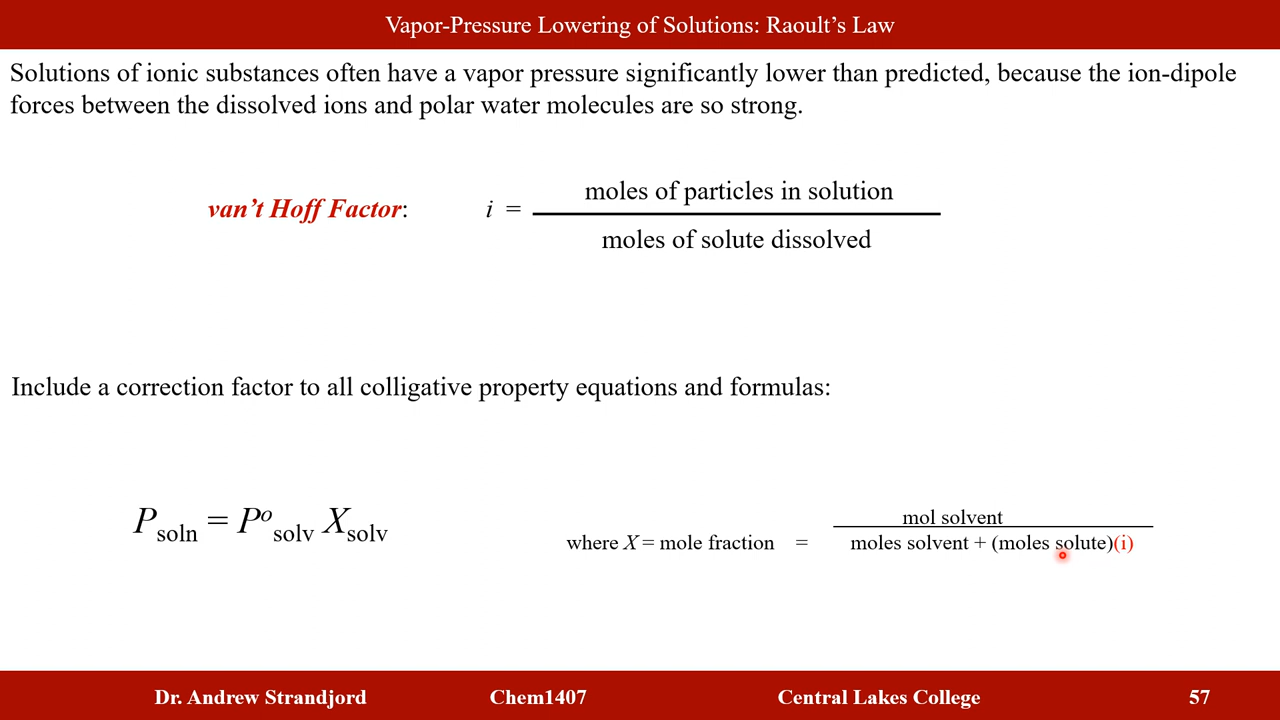 Vapor-Pressure Lowering of Solutions: Raoult’s Law
Solutions of ionic substances often have a vapor pressure significantly lower than predicted, because the ion-dipole
forces between the dissolved ions and polar water molecules are so strong.
van’t Hoff Factor: i = moles of particles in solution
moles of solute dissolved
Include a correction factor to all colligative property equations and formulas:
Psoln = Posolv Xsolv
where X = mole fraction = mol solvent
moles solvent + (moles solute)(i)
Dr. Andrew Strandjord Chem1407 Central Lakes College 57